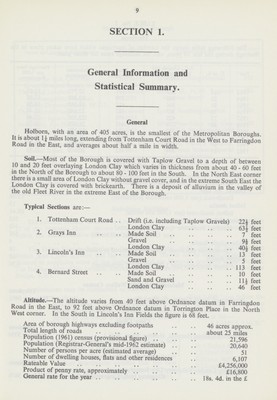 9
SECTION 1.
General Information and
Statistical Summary.
General
Holborn, with an area of 405 acres, is the smallest of the Metropolitan Boroughs.
It is about 1½ miles long, extending from Tottenham Court Road in the West to Farringdon
Road in the East, and averages about half a mile in width.
Soil.—Most of the Borough is covered with Taplow Gravel to a depth of between
10 and 20 feet overlaying London Clay which varies in thickness from about 40 - 60 feet
in the North of the Borough to about 80 - 100 feet in the South. In the North East corner
there is a small area of London Clay without gravel cover, and in the extreme South East the
London Clay is covered with brickearth. There is a deposit of alluvium in the valley of
the old Fleet River in the extreme East of the Borough.
Typical Sections are:—
1. Tottenham Court Road .. Drift (i.e. including Taplow Gravels) 22½ feet
London Clay .. .. .. 63½ feet
2. Grays Inn .. .. Made Soil .. .. .. 7 feet
Gravel .. .. .. 9½ feet
London Clay .. .. .. 40½ feet
3. Lincoln's Inn .. .. Made Soil .. .. .. 13 feet
Gravel .. .. .. 5 feet
London Clay .. .. .. 113 feet
4. Bernard Street .. .. Made Soil .. .. .. 10 feet
Sand and Gravel .. .. 11½ feet
London Clay .. .. .. 46 feet
Altitude.—The altitude varies from 40 feet above Ordnance datum in Farringdon
Road in the East, to 92 feet above Ordnance datum in Torrington Place in the North
West corner. In the South in Lincoln's Inn Fields the figure is 68 feet.
Area of borough highways excluding footpaths .. .. 46 acres approx.
Total length of roads .. .. .. .. about 25 miles
Population (1961) census (provisional figure) .. .. 21,596
Population (Registrar-General's mid-1962 estimate) .. .. 20,640
Number of persons per acre (estimated average) .. .. 51
Number of dwelling houses, flats and other residences .. .. 6,107
Rateable Value .. .. .. .. £4,256,000
Product of penny rate, approximately .. .. .. £16,800
General rate for the year .. .. .. 18s. 4d. in the £